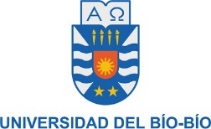 Α Ω
UNIVERSIDAD DEL BÍO-BÍO